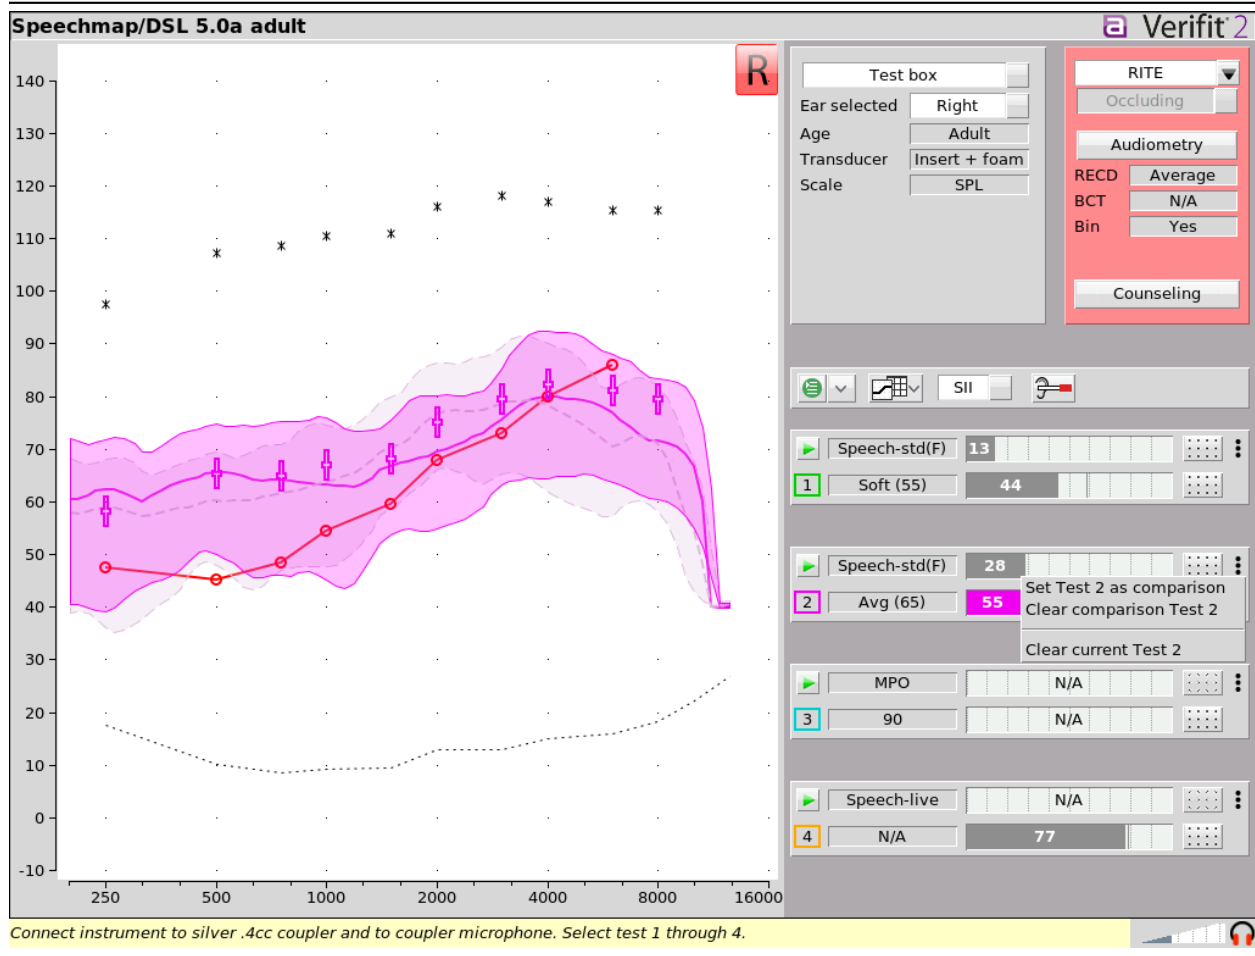 Speechmap/DSL 5.0a adult
a Verifit 2
R
140
130
120
110
100
90
80
70
60
50
40
30
20
10
0
-10
250 500 1000 2000 4000 8000 16000
Test box
Ear selected Right
Age Adult
Transducer Insert + foam
Scale SPL
RITE
Occluding
Audiometry
RECD Average
BCT N/A
Bin Yes
Counseling
SII
Speech-std(F) 13
1 Soft (55) 44
Speech-std(F) 28
2 Avg (65) 55
Set Test 2 as comparison
Clear comparison Test 2
Clear current Test 2
MPO N/A
3 90 N/A
Speech-live N/A
4 N/A 77
Connect instrument to silver .4cc coupler and to coupler microphone. Select test 1 through 4.